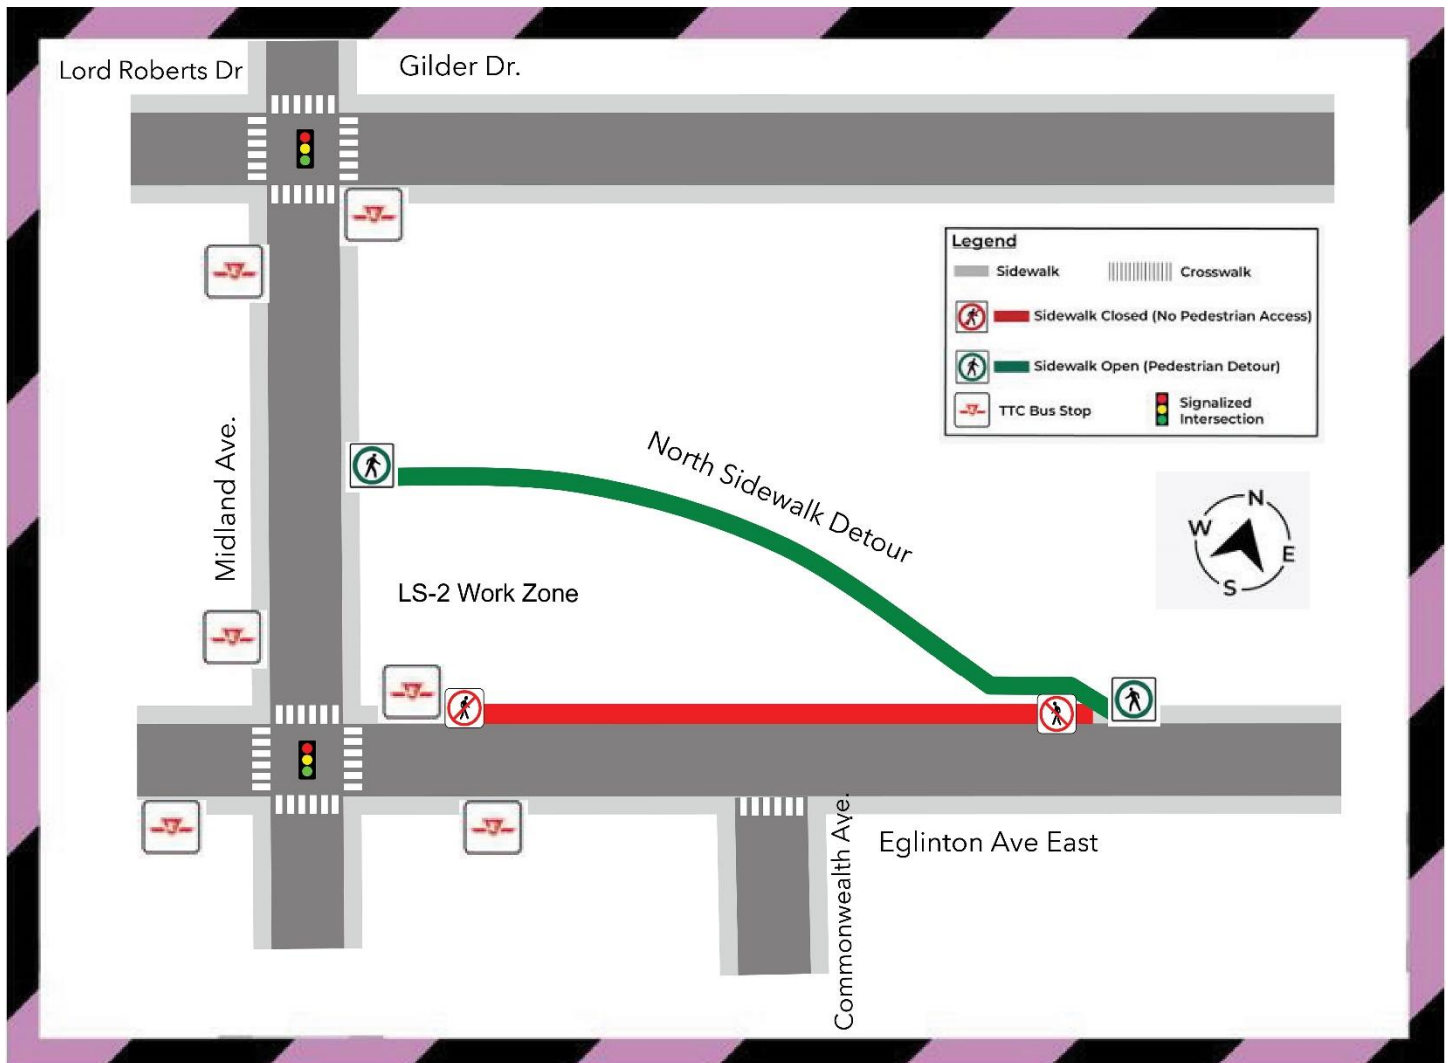 Lord Roberts Dr
Gilder Dr.
Legend
Sidewalk
Crosswalk
Sidewalk Closed (No Pedestrian Access)
Sidewalk Open (Pedestrian Detour)
TTC Bus Stop
Signalized
Intersection
Midland Ave.
North Sidewalk Detour
N
W
E
S
LS-2 Work Zone
Commonwealth Ave.
Eglinton Ave East